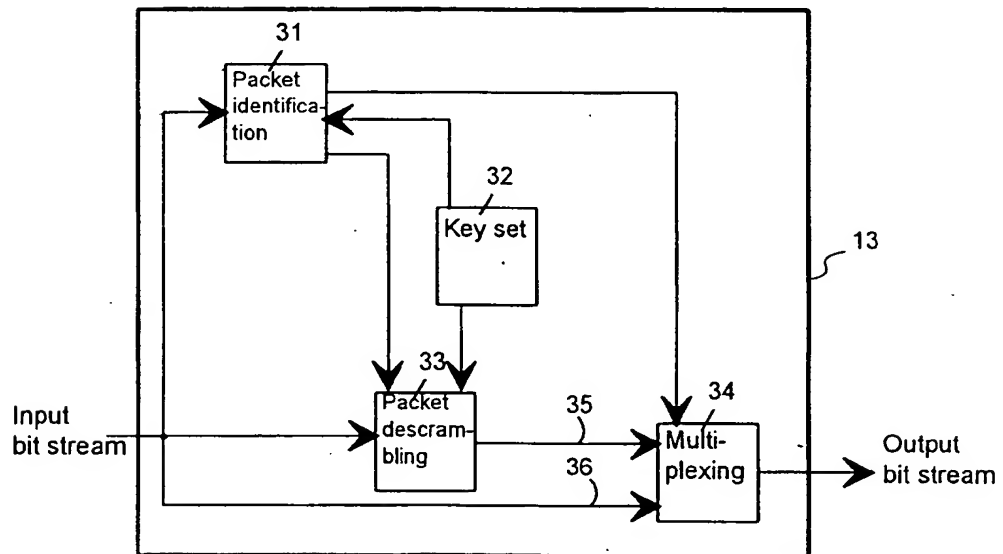 31
Packet
identifica-
tion
32
Key set
13
33
Packet
descram-
bling
35
36
34
Multi-
plexing
Input
bit stream
Output
bit stream